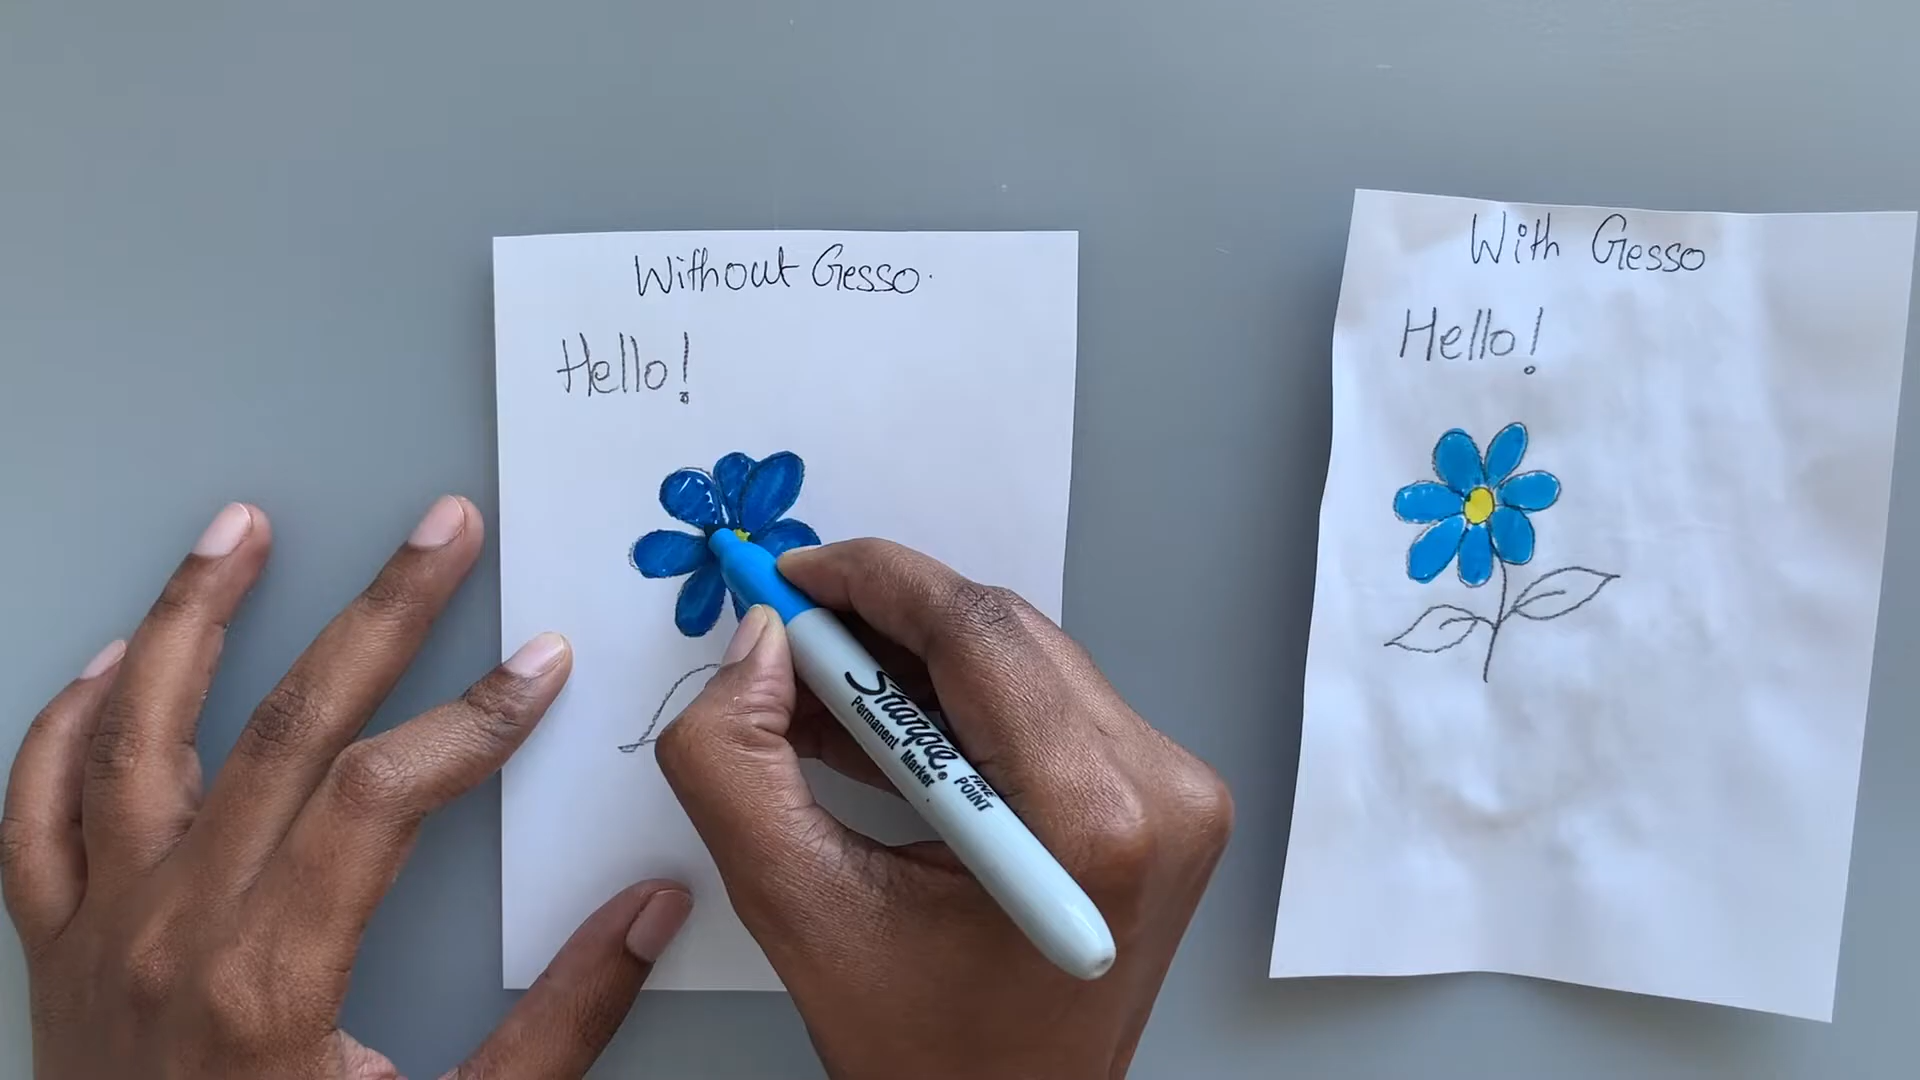 Without Gesso.
Hello!
Sharpie.
Permanent Marker
FINE POINT
With Gesso
Hello!